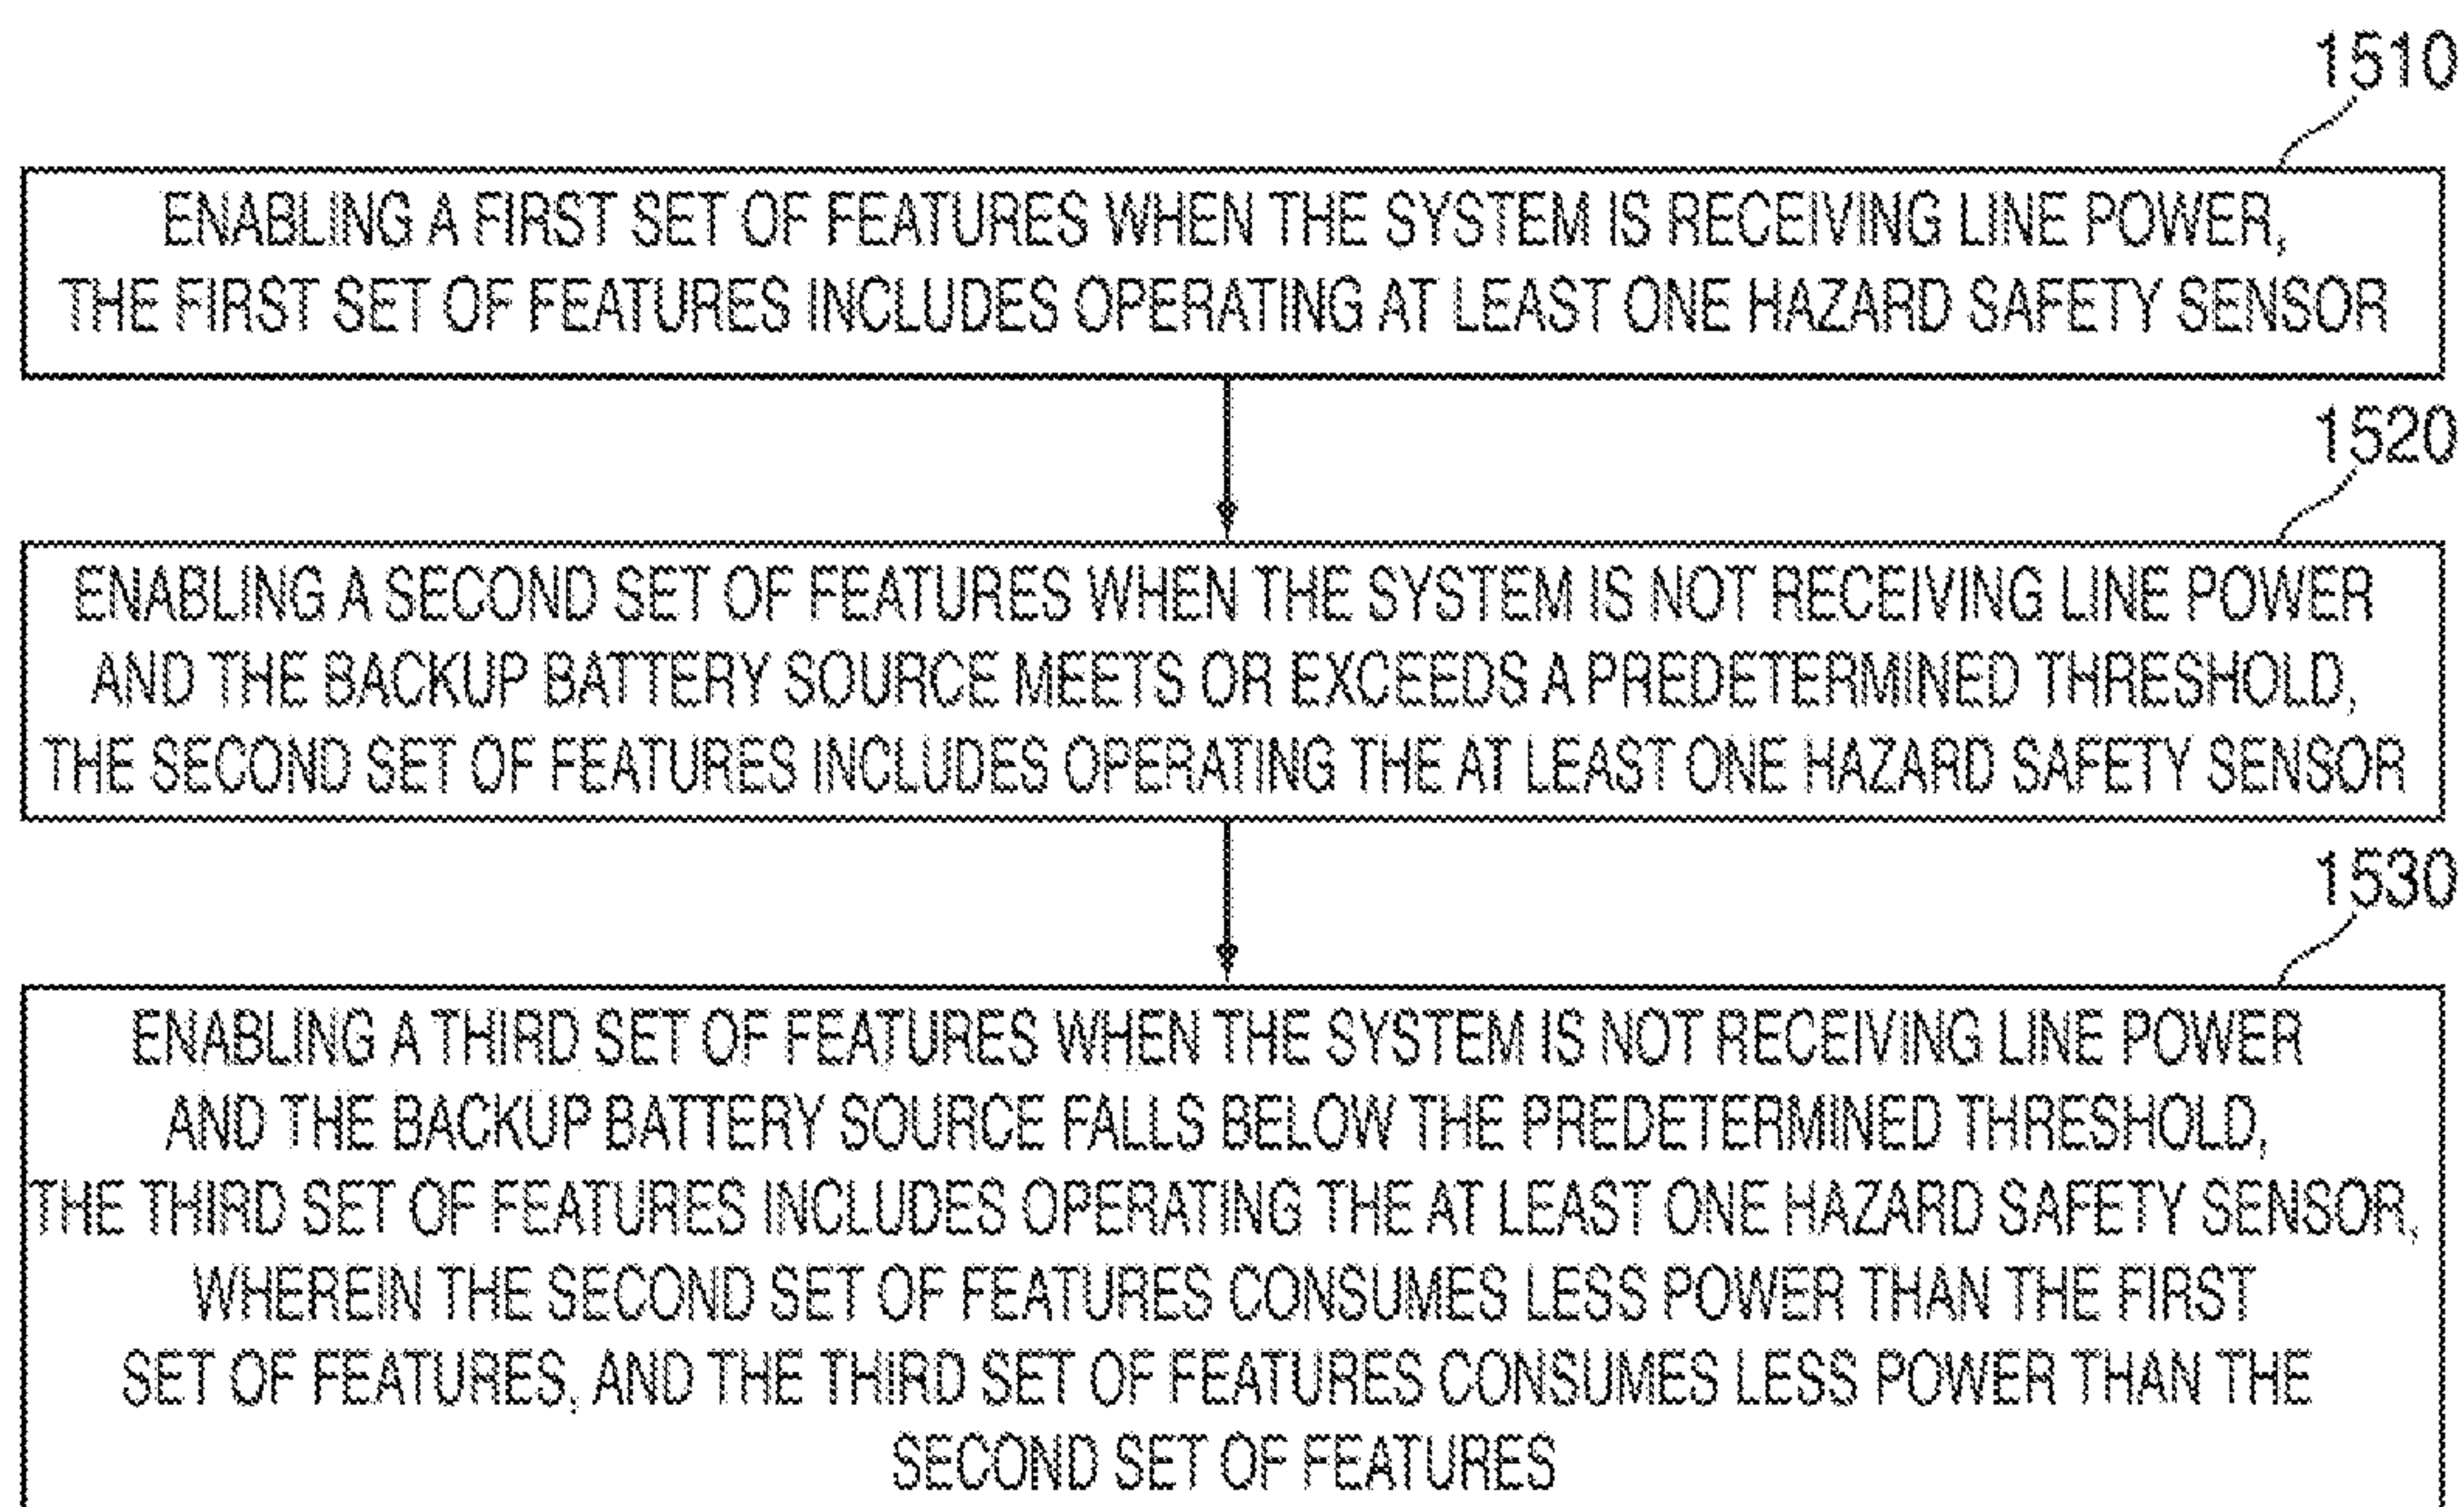 1510
ENABLING A FIRST SET OF FEATURES WHEN THE SYSTEM IS RECEIVING LINE POWER,
THE FIRST SET OF FEATURES INCLUDES OPERATING AT LEAST ONE HAZARD SAFETY SENSOR
1520
ENABLING A SECOND SET OF FEATURES WHEN THE SYSTEM IS NOT RECEIVING LINE POWER
AND THE BACKUP BATTERY SOURCE MEETS OR EXCEEDS A PREDETERMINED THRESHOLD,
THE SECOND SET OF FEATURES INCLUDES OPERATING THE AT LEAST ONE HAZARD SAFETY SENSOR
1530
ENABLING A THIRD SET OF FEATURES WHEN THE SYSTEM IS NOT RECEIVING LINE POWER
AND THE BACKUP BATTERY SOURCE FALLS BELOW THE PREDETERMINED THRESHOLD,
THE THIRD SET OF FEATURES INCLUDES OPERATING THE AT LEAST ONE HAZARD SAFETY SENSOR,
WHEREIN THE SECOND SET OF FEATURES CONSUMES LESS POWER THAN THE FIRST
SET OF FEATURES, AND THE THIRD SET OF FEATURES CONSUMES LESS POWER THAN THE
SECOND SET OF FEATURES